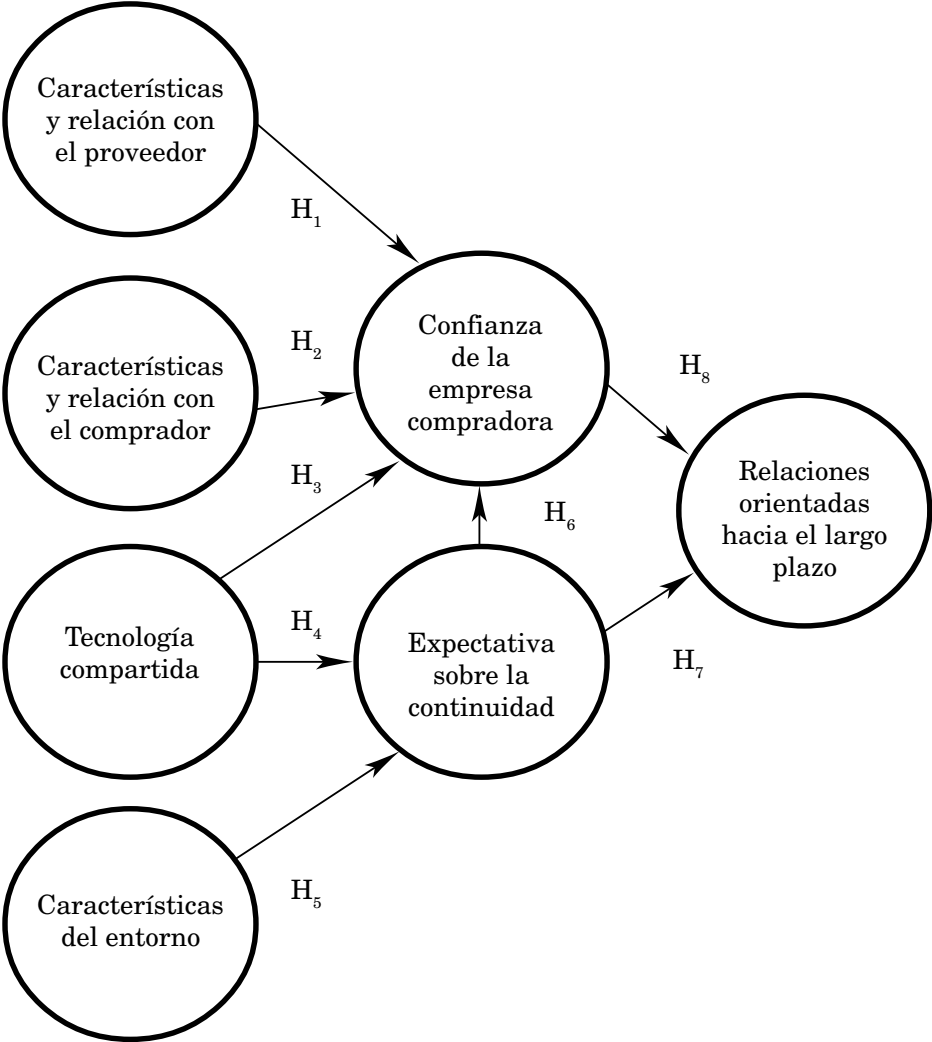 Características
y relación con
el proveedor
H₁
Características
y relación con
el comprador
H₂
Confianza
de la
empresa
compradora
H₈
H₃
Relaciones
orientadas
hacia el largo
plazo
H₆
Tecnología
compartida
H₄
Expectativa
sobre la
continuidad
H₇
Características
del entorno
H₅